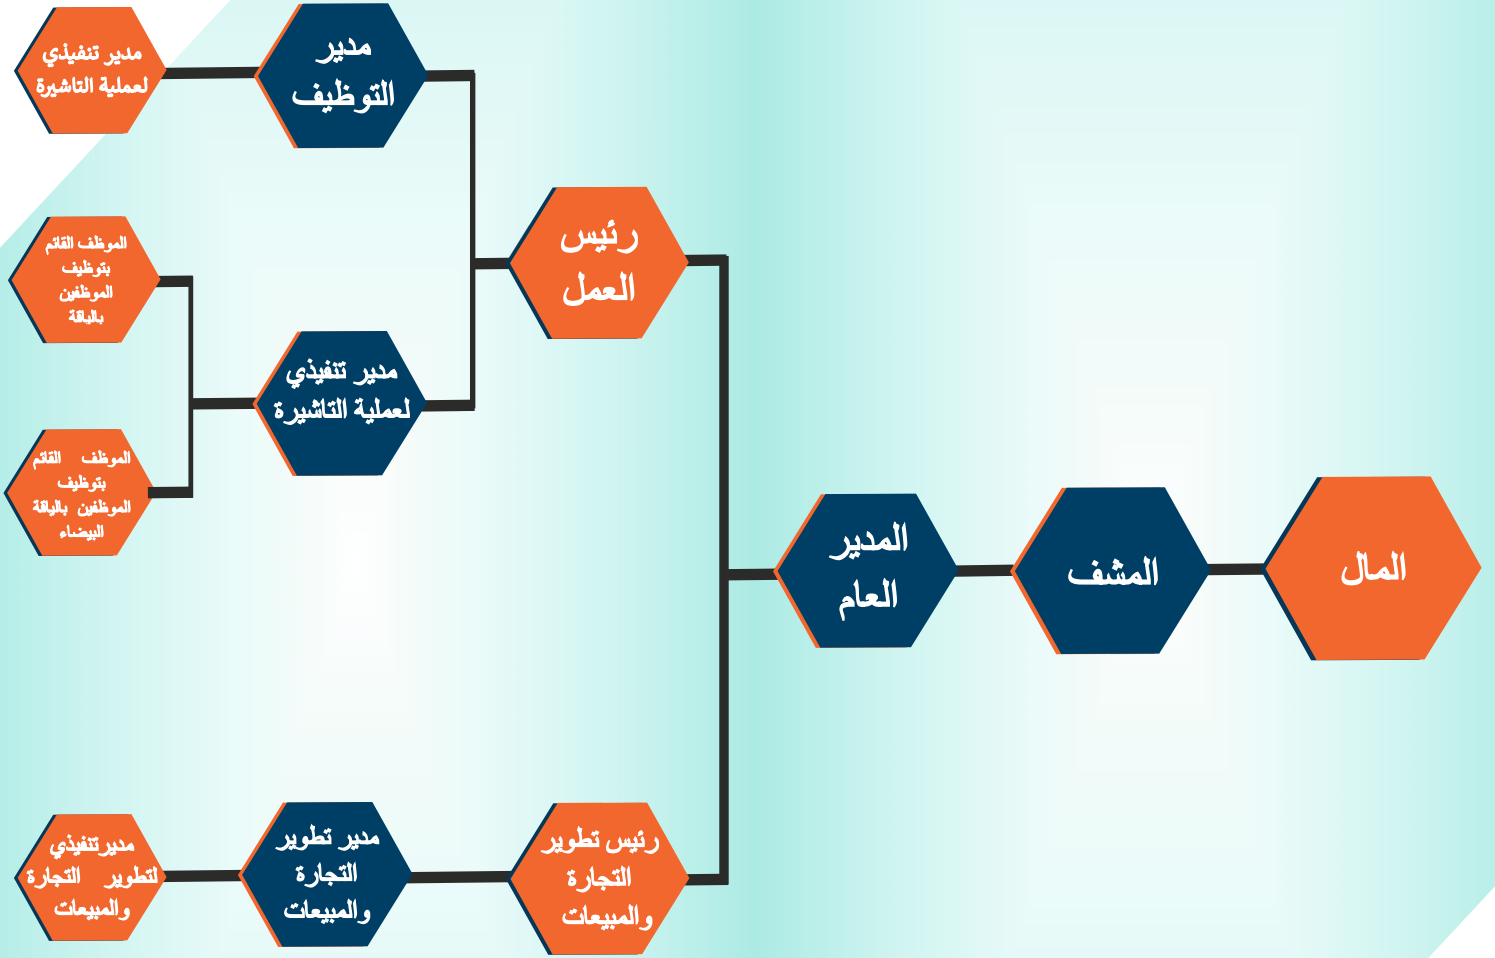 المال
المشف
المدير
العام
رئيس
العمل
مدير
التوظيف
مدير تنفيذي
لعملية التاشيرة
مدير تنفيذي
لعملية التاشيرة
الموظف القائم
بتوظيف
الموظفين
بالياقة
الموظف القائم
بتوظيف
الموظفين بالياقة
البيضاء
رئيس تطوير
التجارة
والمبيعات
مدير تطوير
التجارة
والمبيعات
مديرتنفيذي
لتطوير التجارة
والمبيعات